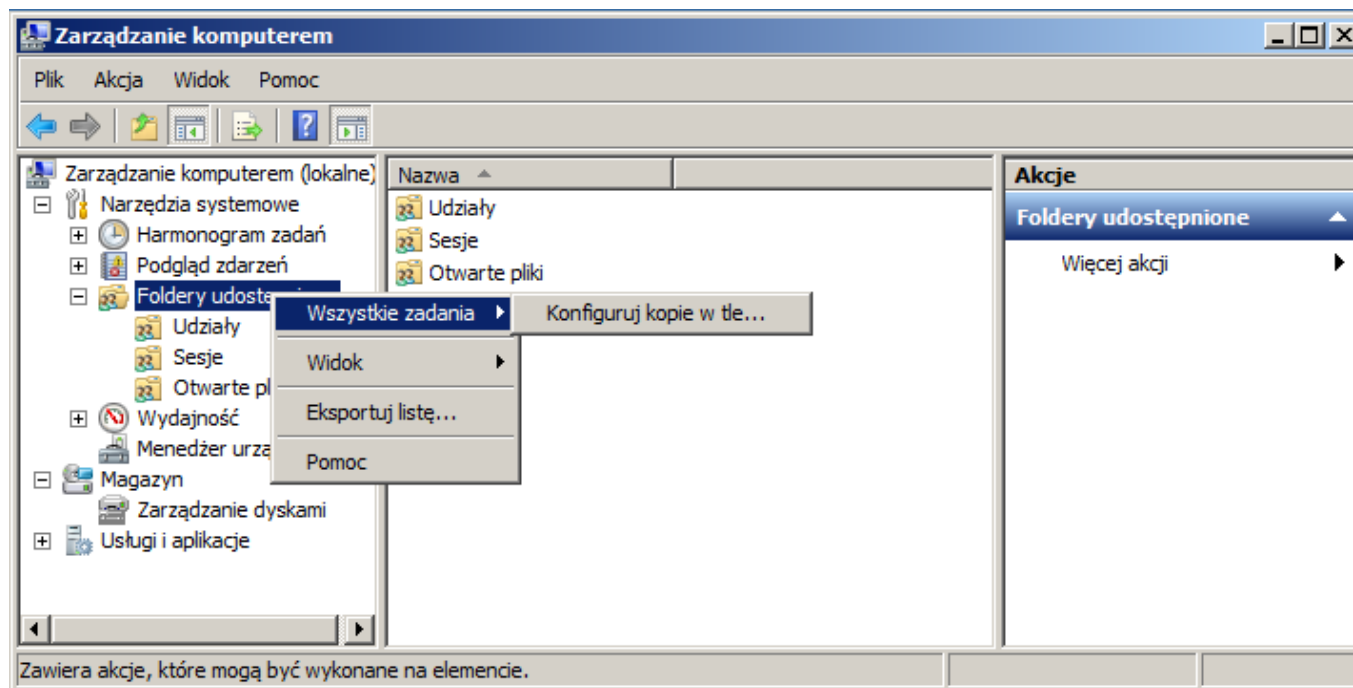 Zarządzanie komputerem
Plik Akcja Widok Pomoc
Zarządzanie komputerem (lokalne)
Narzędzia systemowe
Harmonogram zadań
Podgląd zdarzeń
Foldery udostę
Udziały
Sesje
Otwarte pl
Wydajność
Menedżer urzą
Magazyn
Zarządzanie dyskami
Usługi i aplikacje
Wszystkie zadania
Widok
Eksportuj listę...
Pomoc
Konfiguruj kopie w tle...
Nazwa
Udziały
Sesje
Otwarte pliki
Akcje
Foldery udostępnione
Więcej akcji
Zawiera akcje, które mogą być wykonane na elemencie.